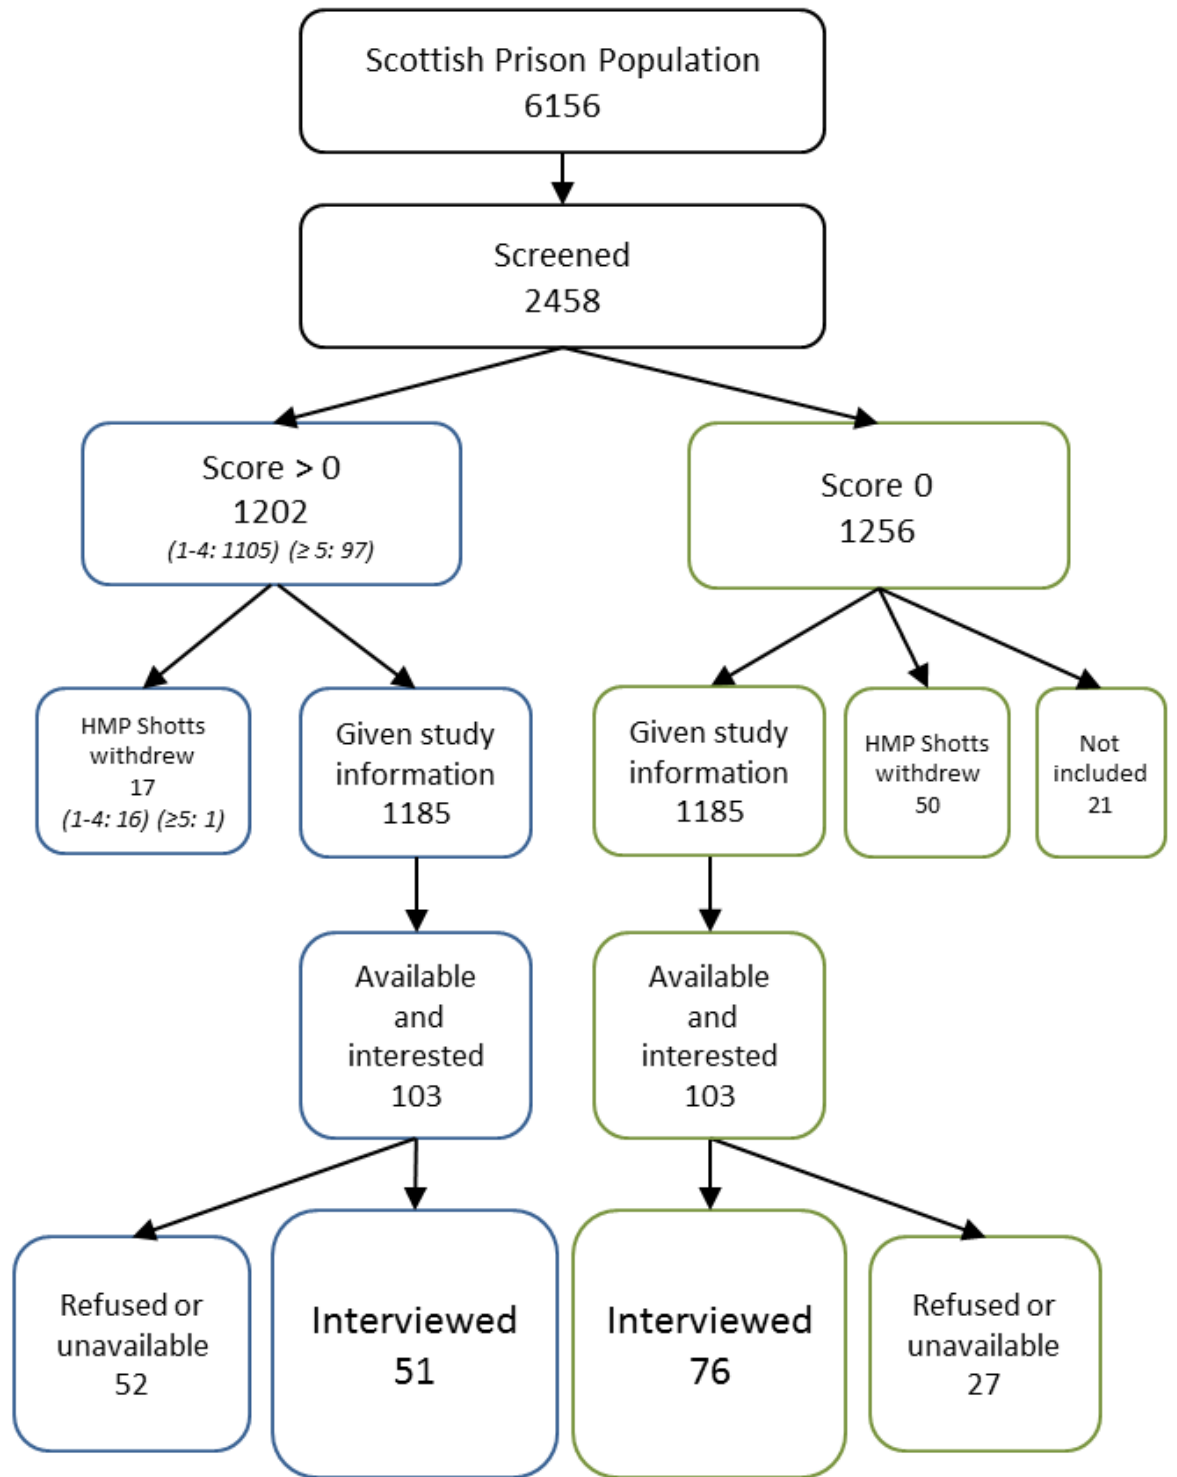 Scottish Prison Population
6156
Screened
2458
Score > 0
1202
(1-4: 1105) (≥ 5: 97)
Score 0
1256
HMP Shotts
withdrew
17
(1-4: 16) (≥5: 1)
Given study
information
1185
Given study
information
1185
HMP Shotts
withdrew
50
Not
included
21
Available
and
interested
103
Available
and
interested
103
Refused or
unavailable
52
Interviewed
51
Interviewed
76
Refused or
unavailable
27